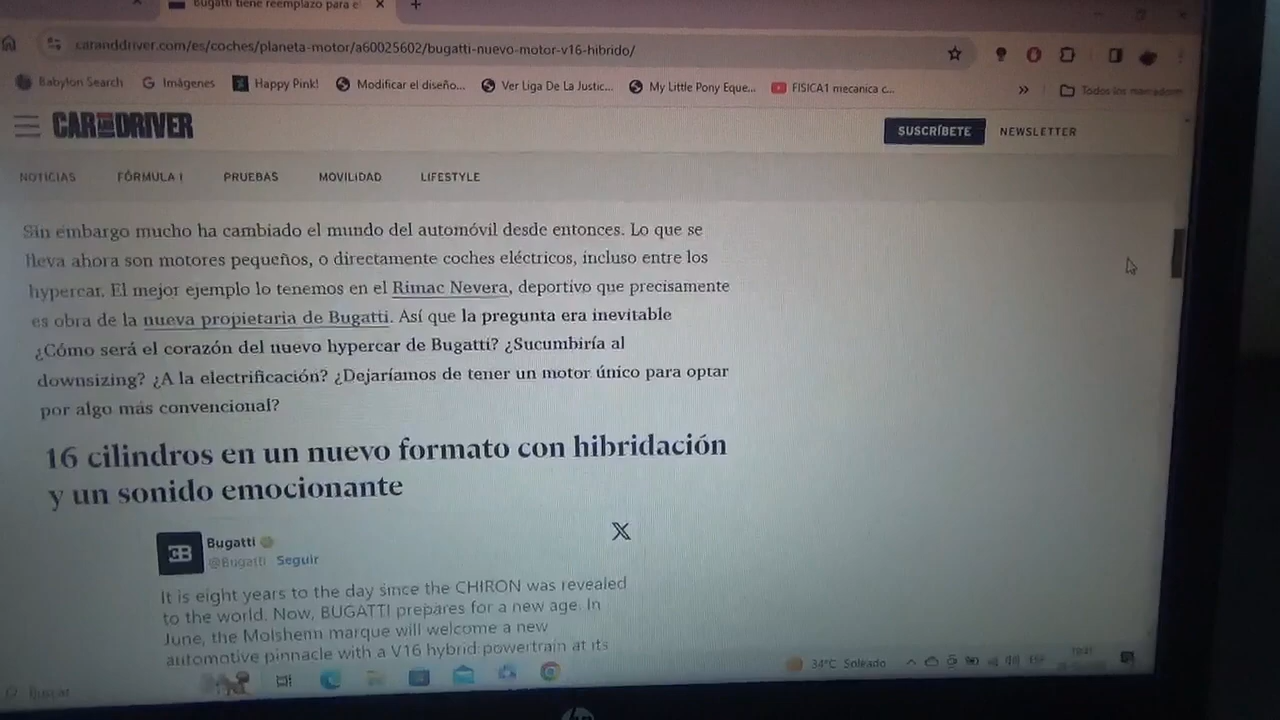 Bugatti tiene reemplazo para e
caranddriver.com/es/coches/planeta-motor/a60025602/bugatti-nuevo-motor-v16-hibrido/
Babylon Search Imágenes Happy Pink! Modificar el diseño... Ver Liga De La Justic... My Little Pony Eque... FISICA1 mecanica c... Todos los marcadores
CAR AND DRIVER SUSCRÍBETE NEWSLETTER
NOTICIAS FÓRMULA 1 PRUEBAS MOVILIDAD LIFESTYLE
Sin embargo mucho ha cambiado el mundo del automóvil desde entonces. Lo que se
lleva ahora son motores pequeños, o directamente coches eléctricos, incluso entre los
hypercar. El mejor ejemplo lo tenemos en el Rimac Nevera, deportivo que precisamente
es obra de la nueva propietaria de Bugatti. Así que la pregunta era inevitable
¿Cómo será el corazón del nuevo hypercar de Bugatti? ¿Sucumbiría al
downsizing? ¿A la electrificación? ¿Dejaríamos de tener un motor único para optar
por algo más convencional?
16 cilindros en un nuevo formato con hibridación
y un sonido emocionante
Bugatti
@Bugatti · Seguir
It is eight years to the day since the CHIRON was revealed
to the world. Now, BUGATTI prepares for a new age. In
June, the Molsheim marque will welcome a new
automotive pinnacle with a V16 hybrid powertrain at its
Buscar 34°C Soleado ESP
hp